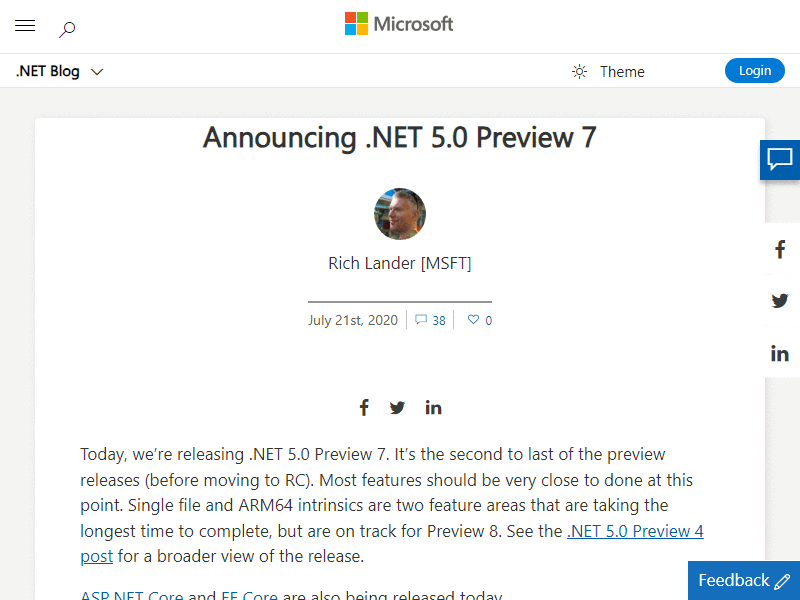 Microsoft
.NET Blog
Theme
Login
Announcing .NET 5.0 Preview 7
Rich Lander [MSFT]
July 21st, 2020 38 0
Today, we’re releasing .NET 5.0 Preview 7. It’s the second to last of the preview
releases (before moving to RC). Most features should be very close to done at this
point. Single file and ARM64 intrinsics are two feature areas that are taking the
longest time to complete, but are on track for Preview 8. See the .NET 5.0 Preview 4
post for a broader view of the release.
Feedback
ASP.NET Core and EF Core are also being released today.